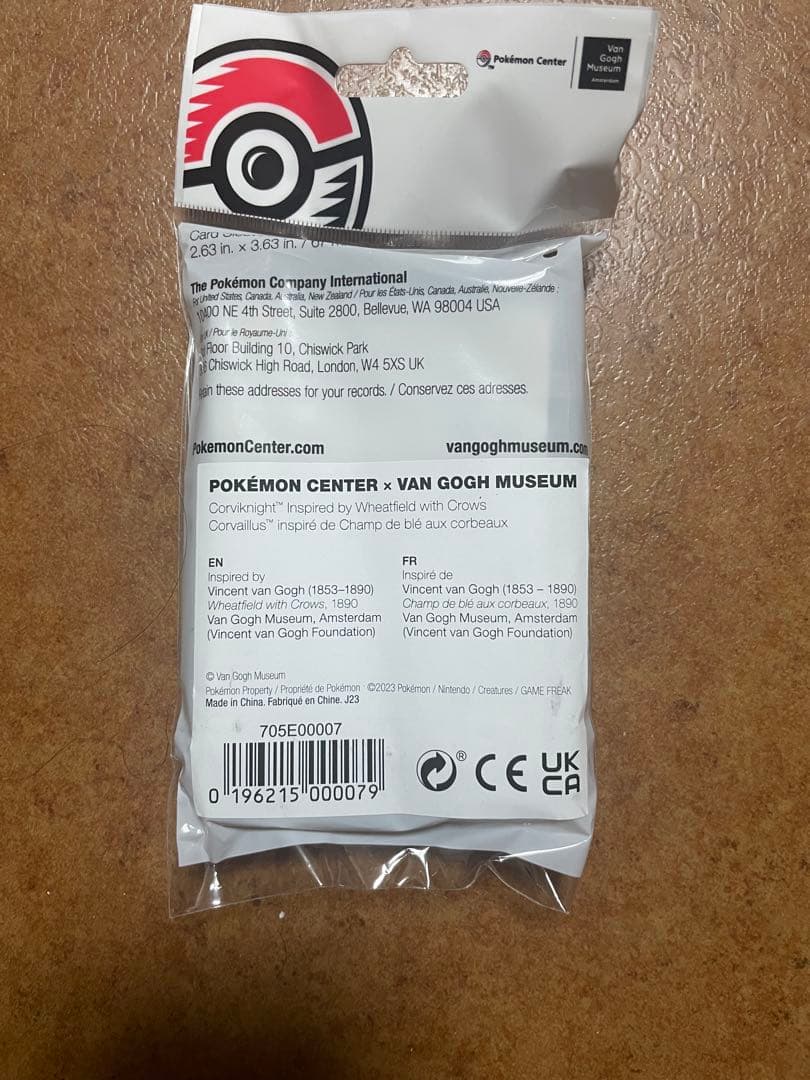 Pokémon Center
Van
Gogh
Museum
Amsterdam
2.63 in. × 3.63 in. /
The Pokémon Company International
United States, Canada, Australia, New Zealand / Pour les États-Unis, Canada, Australie, Nouvelle-Zélande :
10400 NE 4th Street, Suite 2800, Bellevue, WA 98004 USA
/ Pour le Royaume-Uni
Floor Building 10, Chiswick Park
Chiswick High Road, London, W4 5XS UK
these addresses for your records. / Conservez ces adresses.
PokemonCenter.com
vangoghmuseum.com
POKÉMON CENTER × VAN GOGH MUSEUM
Corviknight™ Inspired by Wheatfield with Crows
Corvaillus™ inspiré de Champ de blé aux corbeaux
EN
Inspired by
Vincent van Gogh (1853–1890)
Wheatfield with Crows, 1890
Van Gogh Museum, Amsterdam
(Vincent van Gogh Foundation)
FR
Inspiré de
Vincent van Gogh (1853 – 1890)
Champ de blé aux corbeaux, 1890
Van Gogh Museum, Amsterdam
(Vincent van Gogh Foundation)
© Van Gogh Museum
Pokémon Property / Propriété de Pokémon ©2023 Pokémon / Nintendo / Creatures / GAME FREAK
Made in China. Fabriqué en Chine. J23
705E00007
0 196215 000079
® CE UK
CA